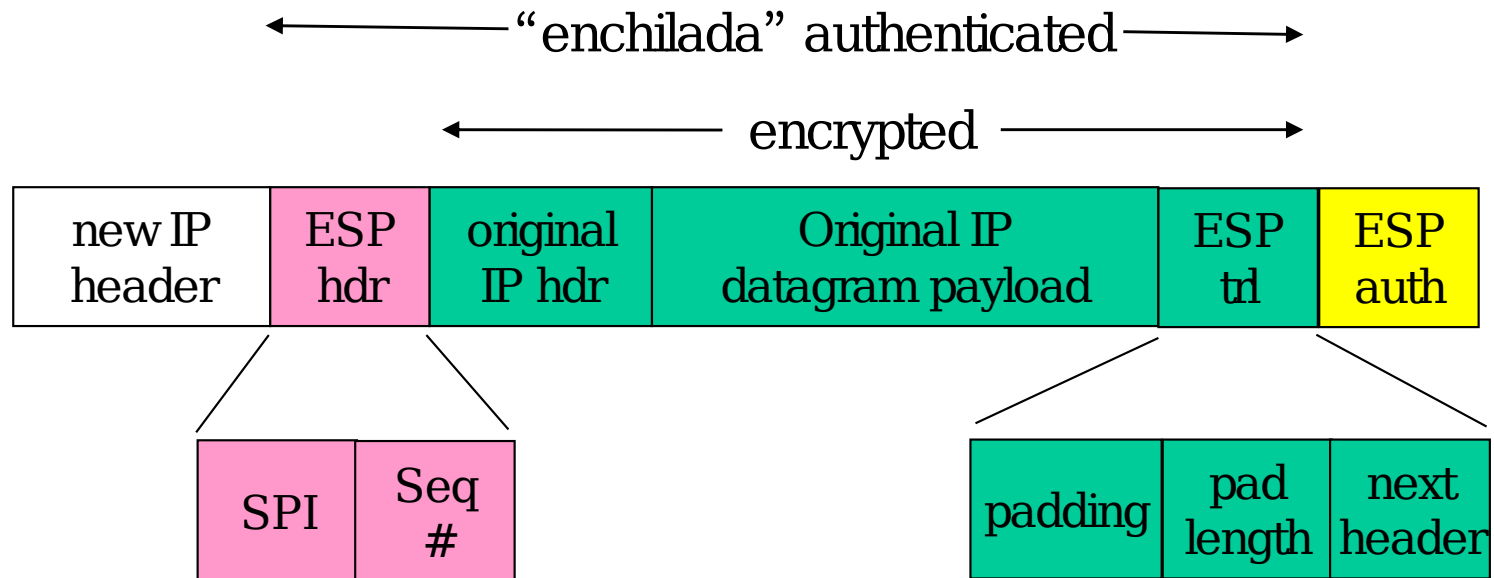 “enchilada” authenticated
encrypted
new IP
header
ESP
hdr
original
IP hdr
Original IP
datagram payload
ESP
trl
ESP
auth
SPI
Seq
#
padding
pad
length
next
header